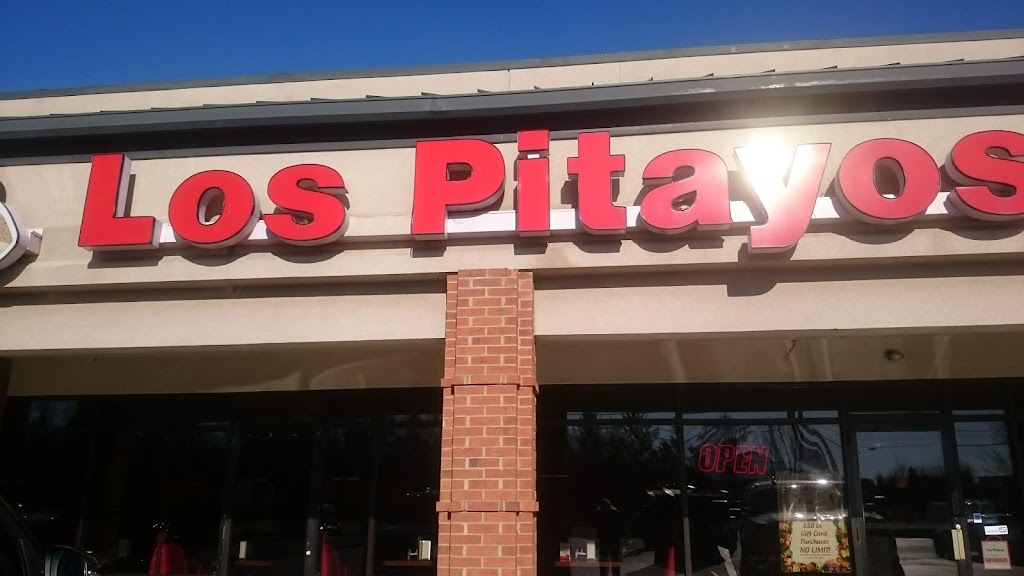 Los Pitayos
OPEN
$50 in
Gift Card
Purchases
NO LIMIT!